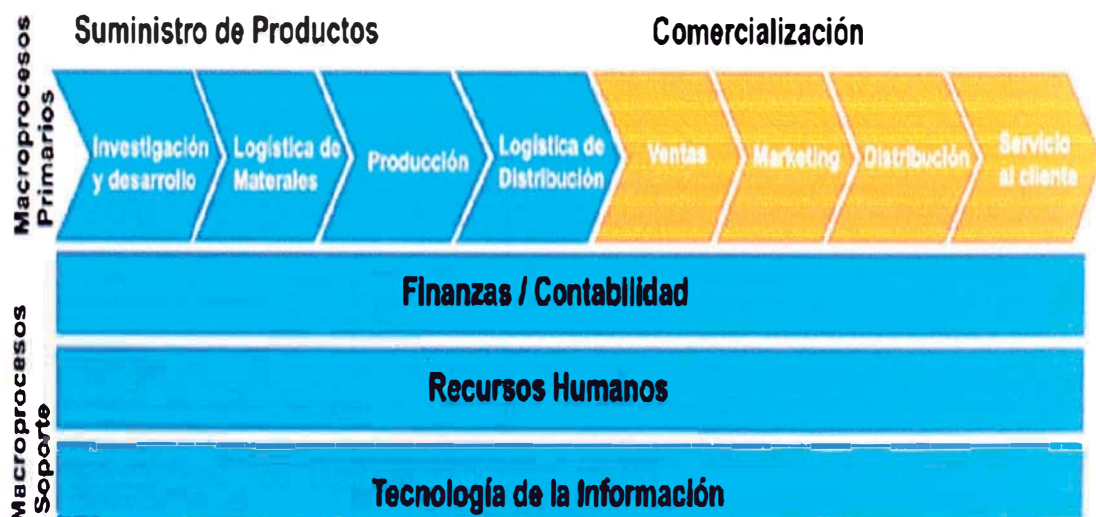 Suministro de Productos
Comercialización
Macroprocesos
Primarios
Investigación
y desarrollo
Logística de
Materales
Producción
Logística de
Distribución
Ventas
Marketing
Distribución
Servicio
al cliente
Macroprocesos
Soporte
Finanzas / Contabilidad
Recursos Humanos
Tecnología de la Información